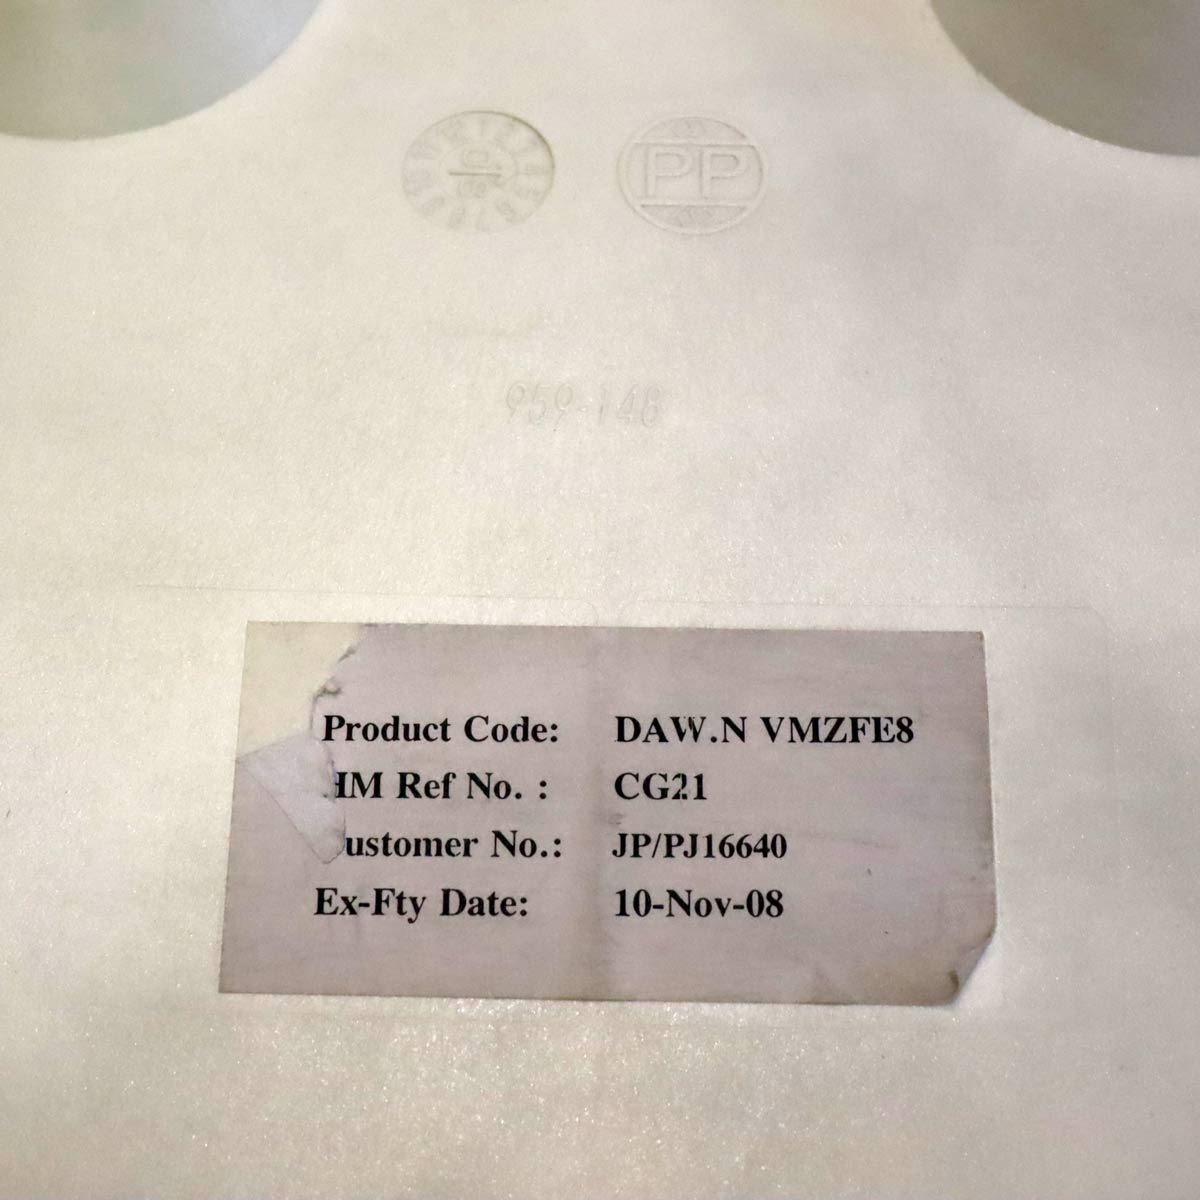 PP
959-148
Product Code: DAW.N VMZFE8
HM Ref No. : CG21
ustomer No.: JP/PJ16640
Ex-Fty Date: 10-Nov-08